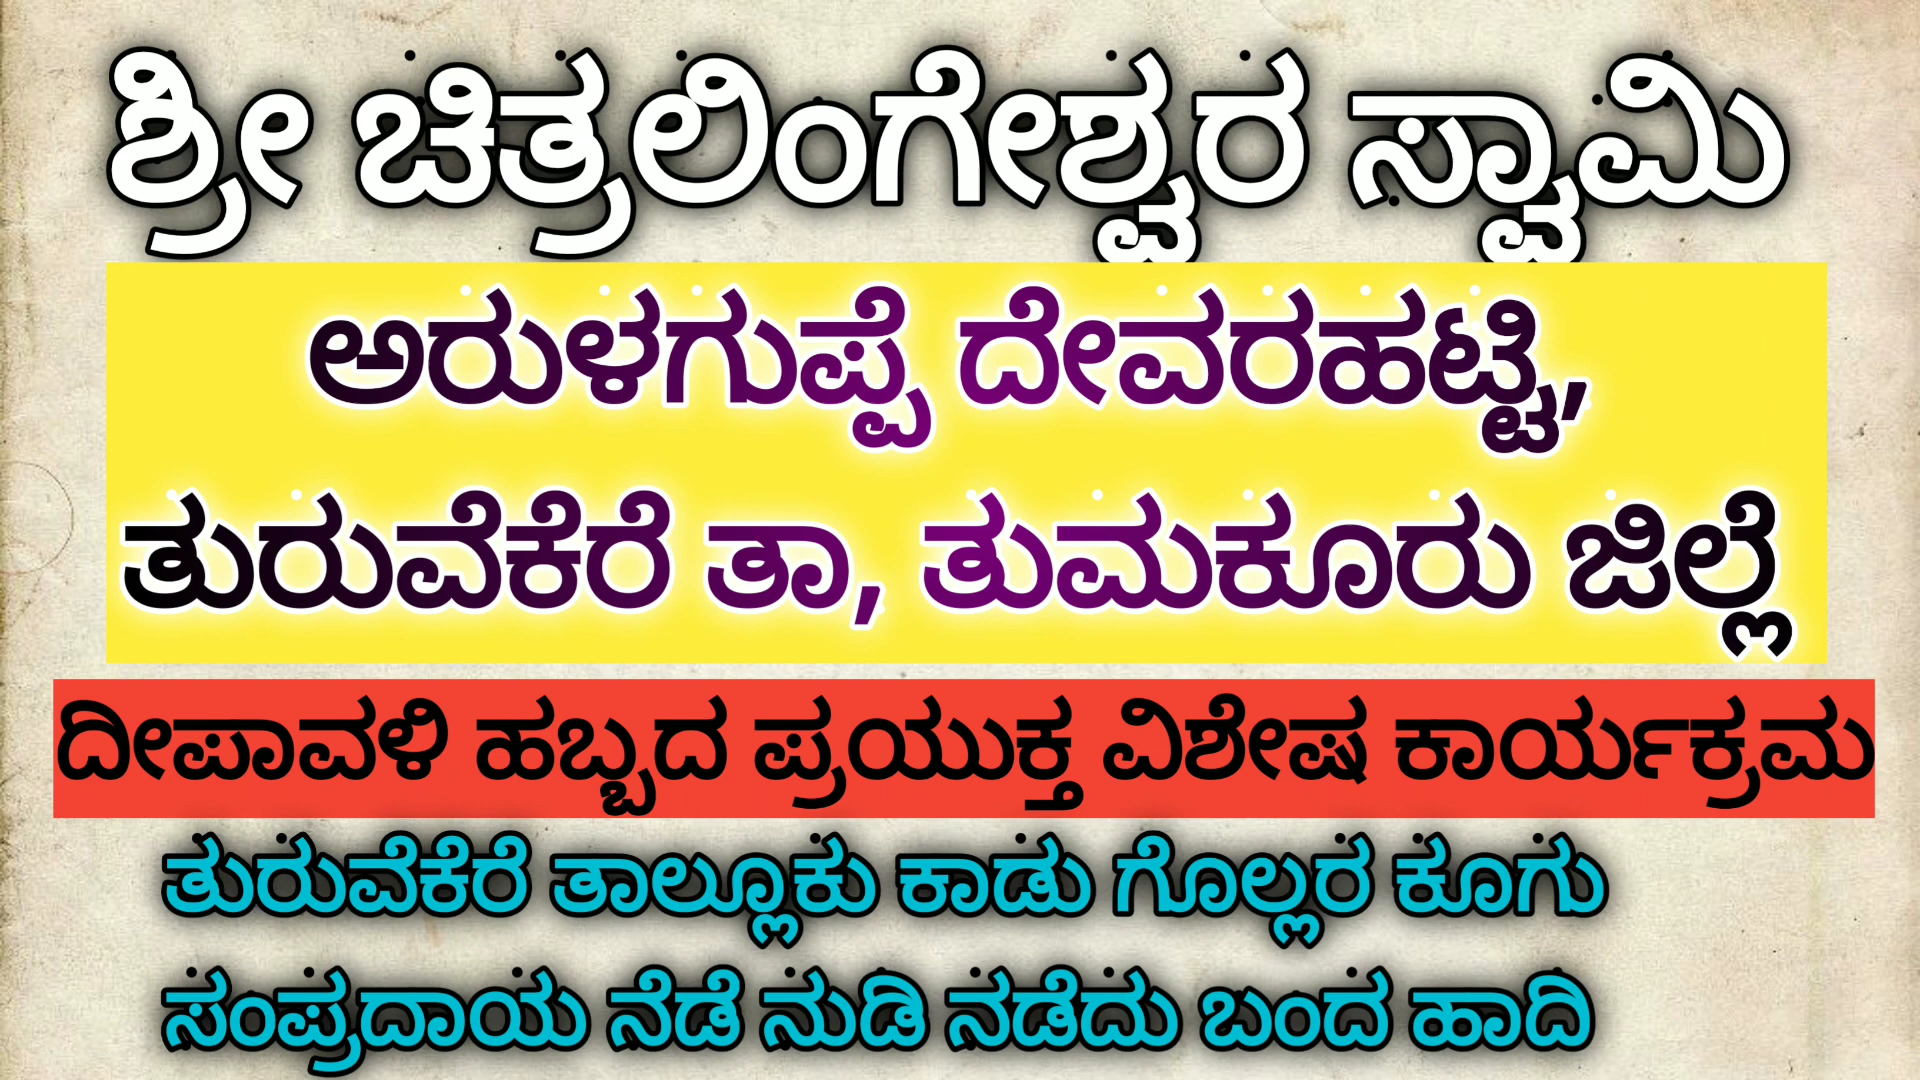 ಶ್ರೀ ಚಿತ್ರಲಿಂಗೇಶ್ವರ ಸ್ವಾಮಿ
ಅರುಳಗುಪ್ಪೆ ದೇವರಹಟ್ಟಿ,
ತುರುವೆಕೆರೆ ತಾ, ತುಮಕೂರು ಜಿಲ್ಲೆ
ದೀಪಾವಳಿ ಹಬ್ಬದ ಪ್ರಯುಕ್ತ ವಿಶೇಷ ಕಾರ್ಯಕ್ರಮ
ತುರುವೆಕೆರೆ ತಾಲ್ಲೂಕು ಕಾಡು ಗೊಲ್ಲರ ಕೂಗು
ಸಂಪ್ರದಾಯ ನೆಡೆ ನುಡಿ ನಡೆದು ಬಂದ ಹಾದಿ